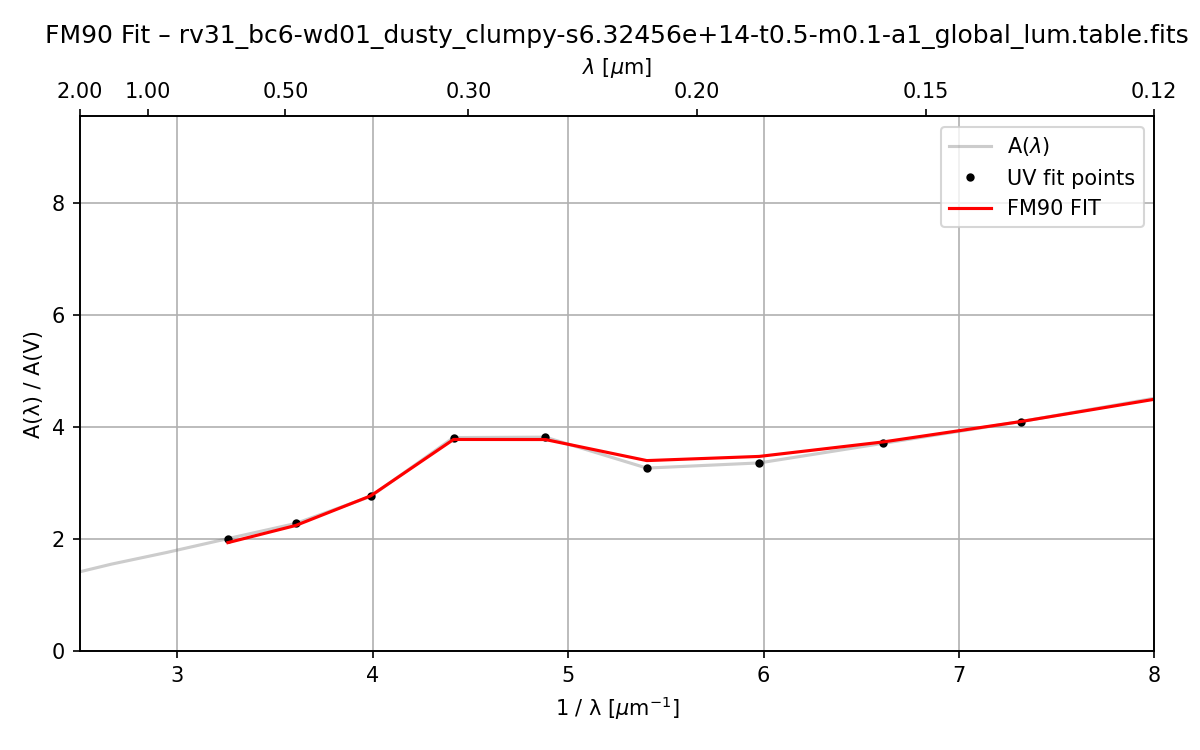 FM90 Fit – rv31_bc6-wd01_dusty_clumpy-s6.32456e+14-t0.5-m0.1-a1_global_lum.table.fits
λ [μm]
2.00 1.00 0.50 0.30 0.20 0.15 0.12
A(λ)
UV fit points
FM90 FIT
A(λ) / A(V)
8
6
4
2
0
3 4 5 6 7 8
1 / λ [μm⁻¹]